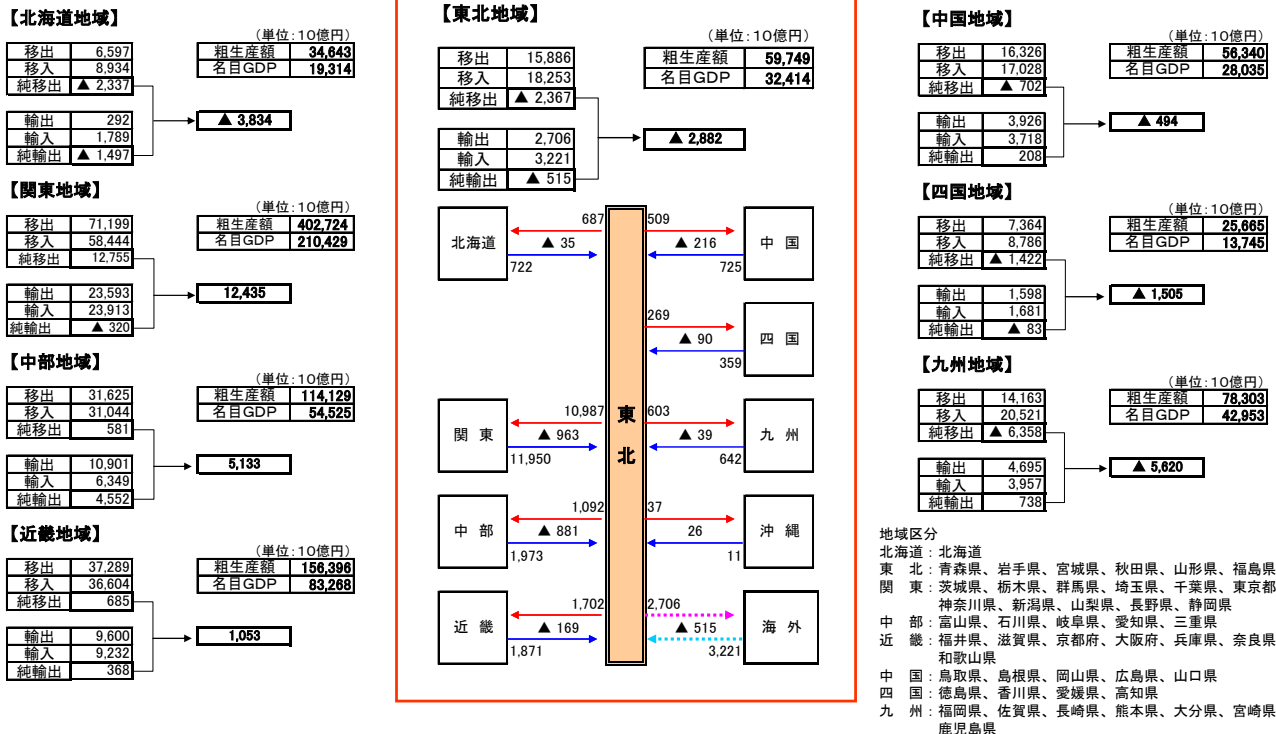 【北海道地域】
（単位：10億円）
移出 6,597
移入 8,934
純移出 ▲ 2,337
粗生産額 34,643
名目GDP 19,314
輸出 292
輸入 1,789
純輸出 ▲ 1,497
▲ 3,834
【関東地域】
（単位：10億円）
移出 71,199
移入 58,444
純移出 12,755
粗生産額 402,724
名目GDP 210,429
輸出 23,593
輸入 23,913
純輸出 ▲ 320
12,435
【中部地域】
（単位：10億円）
移出 31,625
移入 31,044
純移出 581
粗生産額 114,129
名目GDP 54,525
輸出 10,901
輸入 6,349
純輸出 4,552
5,133
【近畿地域】
（単位：10億円）
移出 37,289
移入 36,604
純移出 685
粗生産額 156,396
名目GDP 83,268
輸出 9,600
輸入 9,232
純輸出 368
1,053
【東北地域】
（単位：10億円）
移出 15,886
移入 18,253
純移出 ▲ 2,367
粗生産額 59,749
名目GDP 32,414
輸出 2,706
輸入 3,221
純輸出 ▲ 515
▲ 2,882
東北
北海道
687
▲ 35
722
中国
509
▲ 216
725
四国
269
▲ 90
359
関東
10,987
▲ 963
11,950
九州
603
▲ 39
642
中部
1,092
▲ 881
1,973
沖縄
37
26
11
近畿
1,702
▲ 169
1,871
海外
2,706
▲ 515
3,221
【中国地域】
（単位：10億円）
移出 16,326
移入 17,028
純移出 ▲ 702
粗生産額 56,340
名目GDP 28,035
輸出 3,926
輸入 3,718
純輸出 208
▲ 494
【四国地域】
（単位：10億円）
移出 7,364
移入 8,786
純移出 ▲ 1,422
粗生産額 25,665
名目GDP 13,745
輸出 1,598
輸入 1,681
純輸出 ▲ 83
▲ 1,505
【九州地域】
（単位：10億円）
移出 14,163
移入 20,521
純移出 ▲ 6,358
粗生産額 78,303
名目GDP 42,953
輸出 4,695
輸入 3,957
純輸出 738
▲ 5,620
地域区分
北海道：北海道
東　北：青森県、岩手県、宮城県、秋田県、山形県、福島県
関　東：茨城県、栃木県、群馬県、埼玉県、千葉県、東京都
神奈川県、新潟県、山梨県、長野県、静岡県
中　部：富山県、石川県、岐阜県、愛知県、三重県
近　畿：福井県、滋賀県、京都府、大阪府、兵庫県、奈良県
和歌山県
中　国：鳥取県、島根県、岡山県、広島県、山口県
四　国：徳島県、香川県、愛媛県、高知県
九　州：福岡県、佐賀県、長崎県、熊本県、大分県、宮崎県
鹿児島県